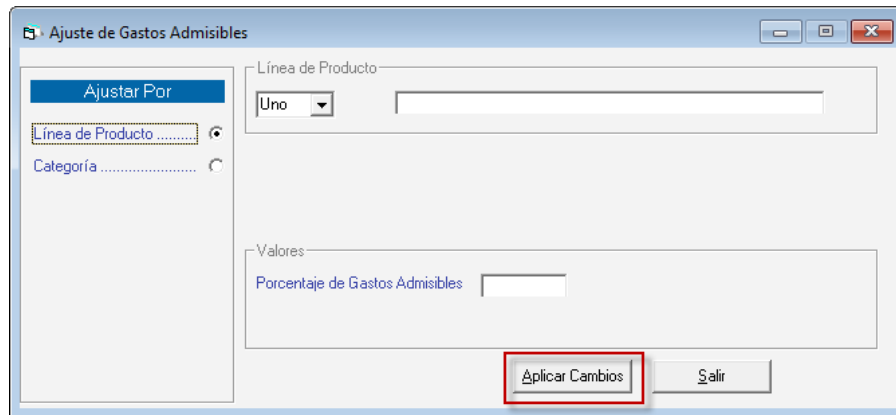 Ajuste de Gastos Admisibles
Ajustar Por
Línea de Producto ..........
Categoría ........................
Línea de Producto
Uno
Valores
Porcentaje de Gastos Admisibles
Aplicar Cambios
Salir